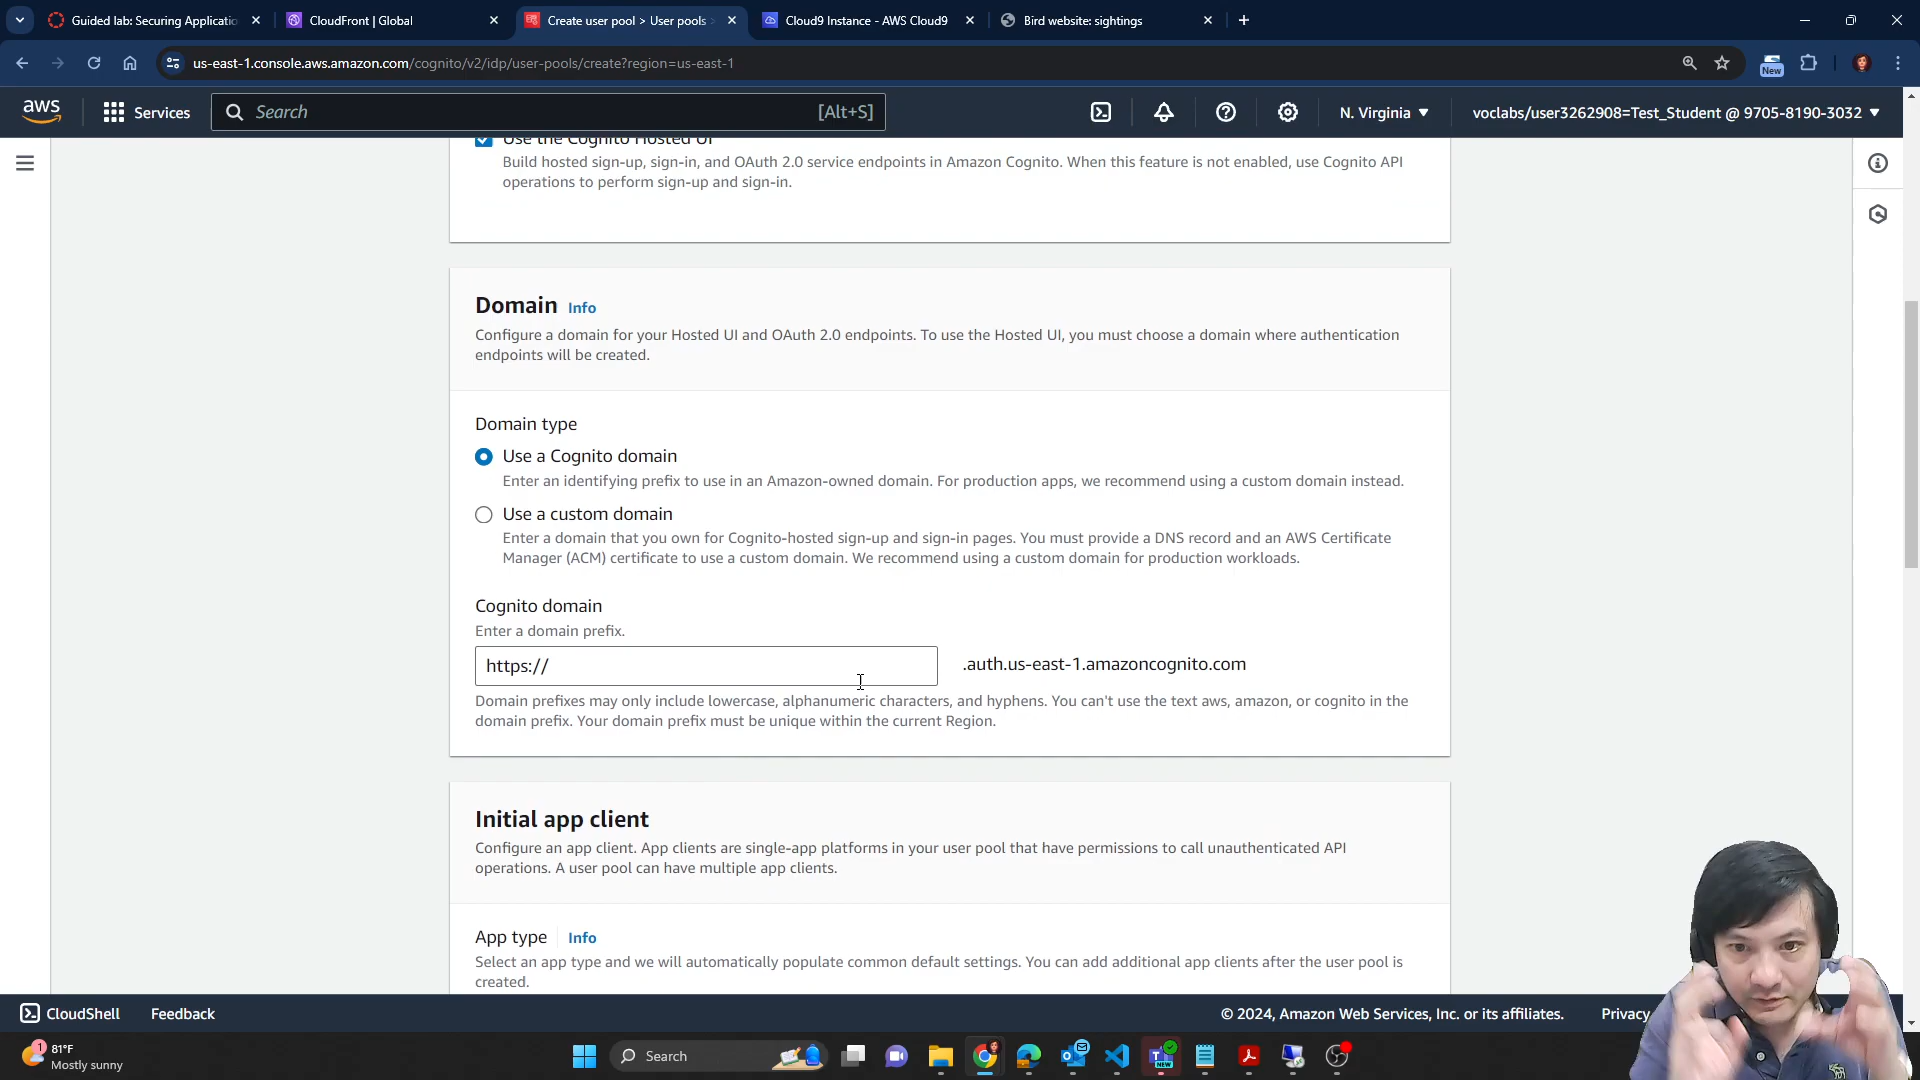 Guided lab: Securing Applicatio
CloudFront | Global
Create user pool > User pools >
Cloud9 Instance - AWS Cloud9
Bird website: sightings
us-east-1.console.aws.amazon.com/cognito/v2/idp/user-pools/create?region=us-east-1
New
aws
Services
Search
[Alt+S]
N. Virginia
voclabs/user3262908=Test_Student @ 9705-8190-3032
Use the Cognito Hosted UI
Build hosted sign-up, sign-in, and OAuth 2.0 service endpoints in Amazon Cognito. When this feature is not enabled, use Cognito API
operations to perform sign-up and sign-in.
Domain Info
Configure a domain for your Hosted UI and OAuth 2.0 endpoints. To use the Hosted UI, you must choose a domain where authentication
endpoints will be created.
Domain type
Use a Cognito domain
Enter an identifying prefix to use in an Amazon-owned domain. For production apps, we recommend using a custom domain instead.
Use a custom domain
Enter a domain that you own for Cognito-hosted sign-up and sign-in pages. You must provide a DNS record and an AWS Certificate
Manager (ACM) certificate to use a custom domain. We recommend using a custom domain for production workloads.
Cognito domain
Enter a domain prefix.
https://
.auth.us-east-1.amazoncognito.com
Domain prefixes may only include lowercase, alphanumeric characters, and hyphens. You can't use the text aws, amazon, or cognito in the
domain prefix. Your domain prefix must be unique within the current Region.
Initial app client
Configure an app client. App clients are single-app platforms in your user pool that have permissions to call unauthenticated API
operations. A user pool can have multiple app clients.
App type Info
Select an app type and we will automatically populate common default settings. You can add additional app clients after the user pool is
created.
CloudShell
Feedback
© 2024, Amazon Web Services, Inc. or its affiliates.
Privacy
1
81°F
Mostly sunny
Search
NEW